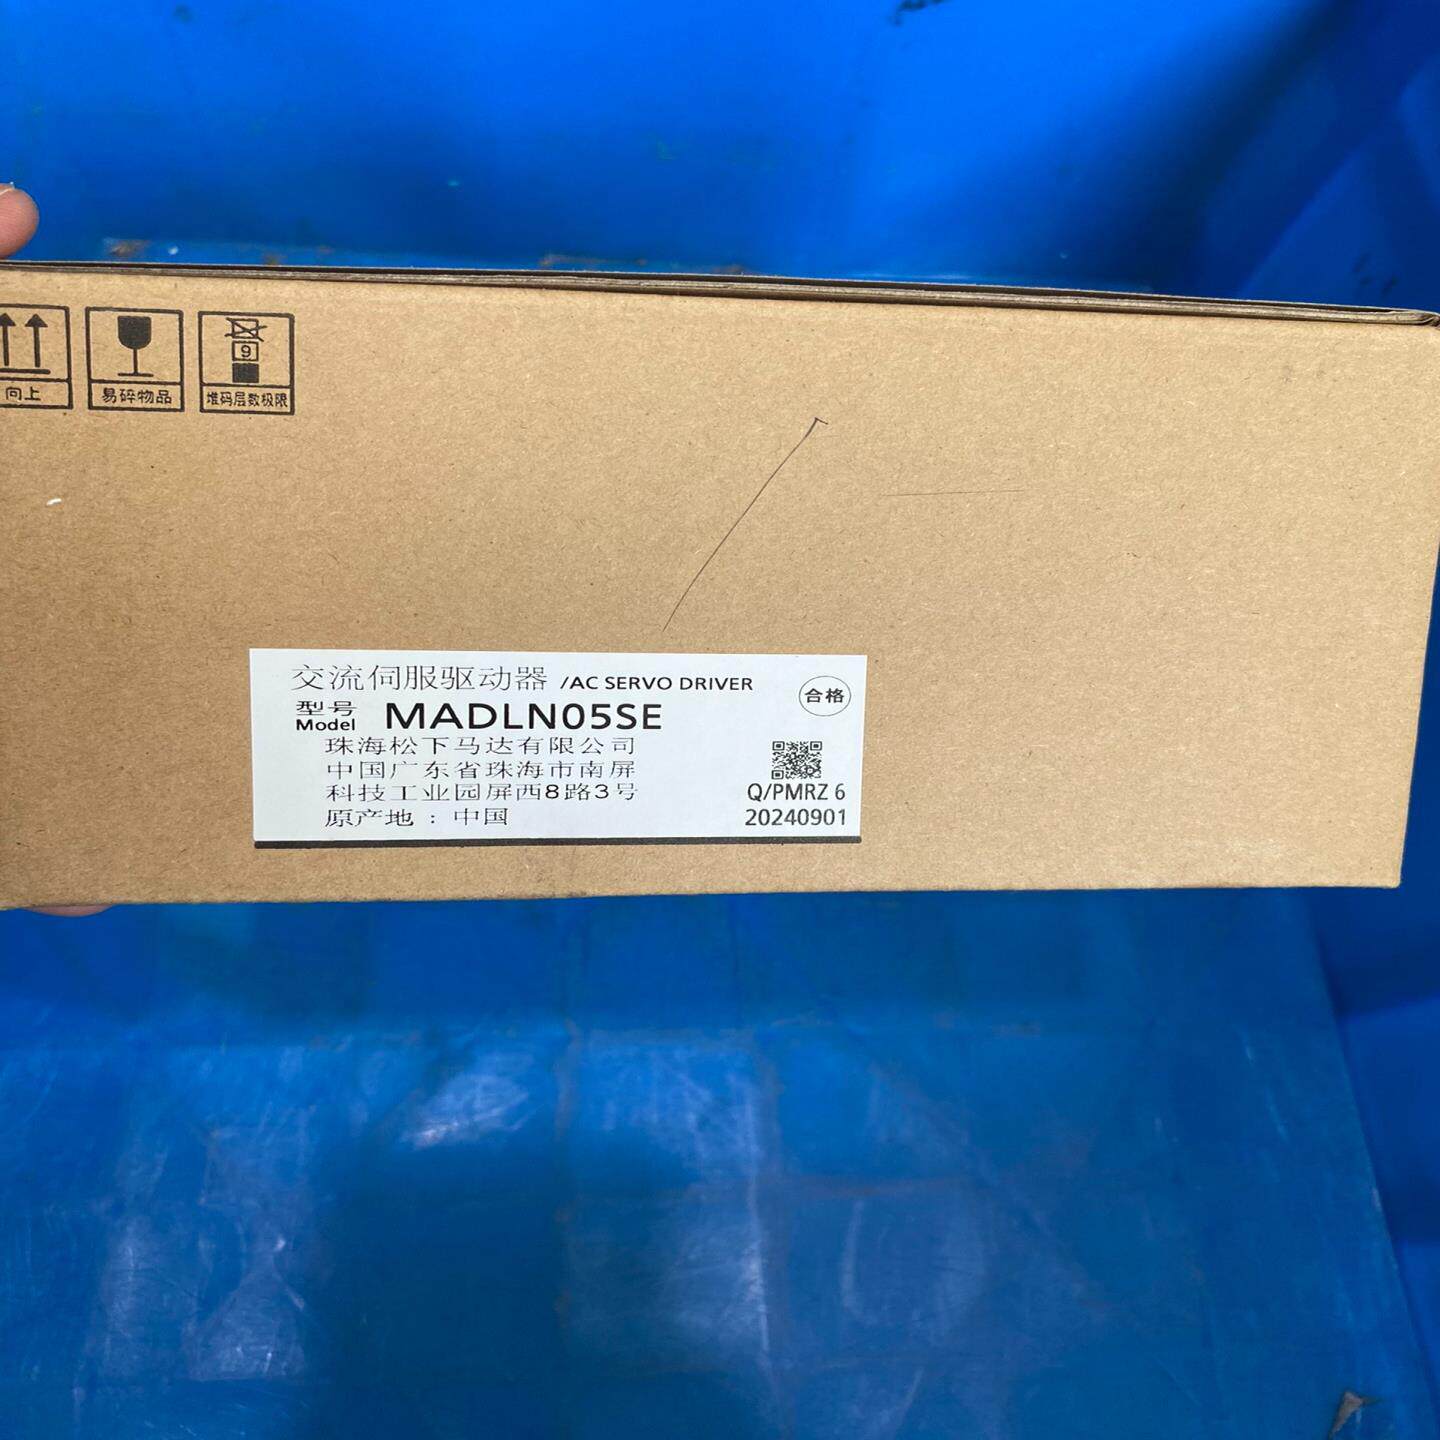 向上
易碎物品
9
堆码层数极限
交流伺服驱动器 /AC SERVO DRIVER
合格
型号
Model MADLN05SE
珠海松下马达有限公司
中国广东省珠海市南屏
科技工业园屏西8路3号
原产地：中国
Q/PMRZ 6
20240901